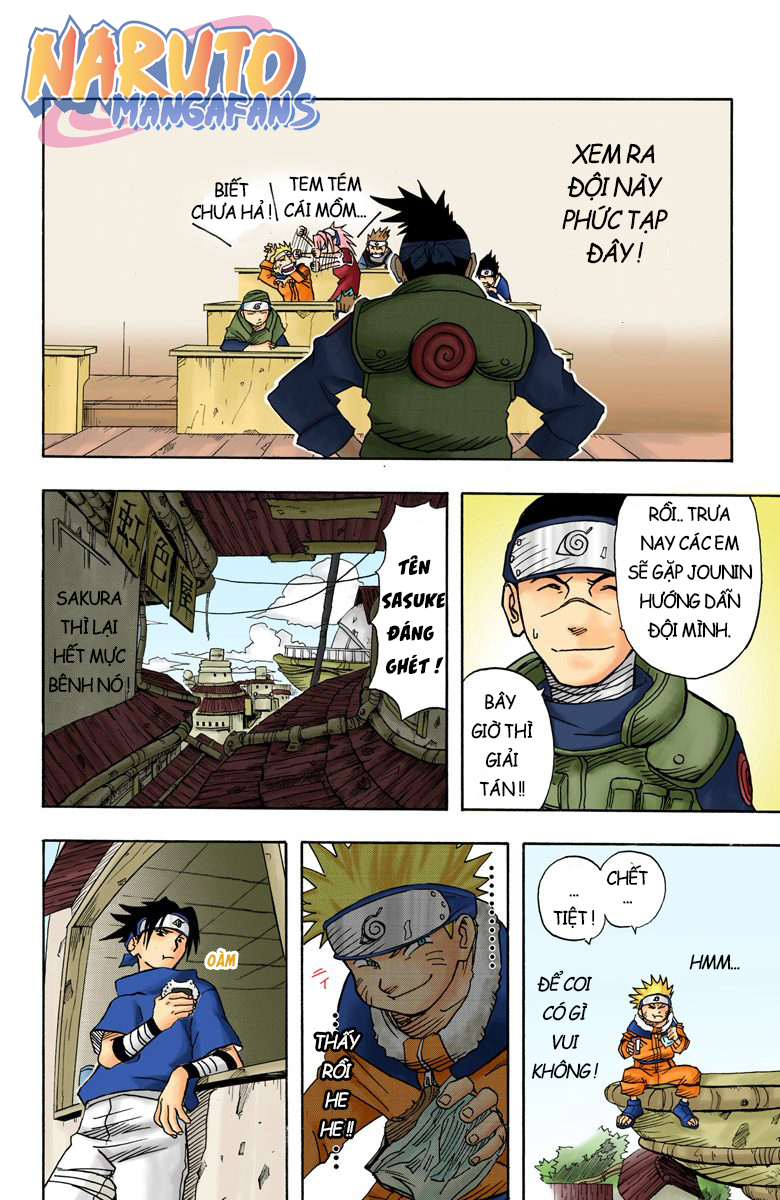 NARUTO
MANGAFANS
BIẾT
CHƯA HẢ!
TEM TÉM
CÁI MỒM...
XEM RA
ĐỘI NÀY
PHỨC TẠP
ĐÂY!
SAKURA
THÌ LẠI
HẾT MỰC
BÊNH NÓ!
TÊN
SASUKE
ĐÁNG
GHÉT!
RỒI.. TRƯA
NAY CÁC EM
SẼ GẶP JOUNIN
HƯỚNG DẪN
ĐỘI MÌNH.
BÂY
GIỜ THÌ
GIẢI
TÁN!!
OÀM
THẤY
RỒI
HE
HE!!
CHẾT
...
...
TIỆT!
HMM...
ĐỂ COI
CÓ GÌ
VUI
KHÔNG!